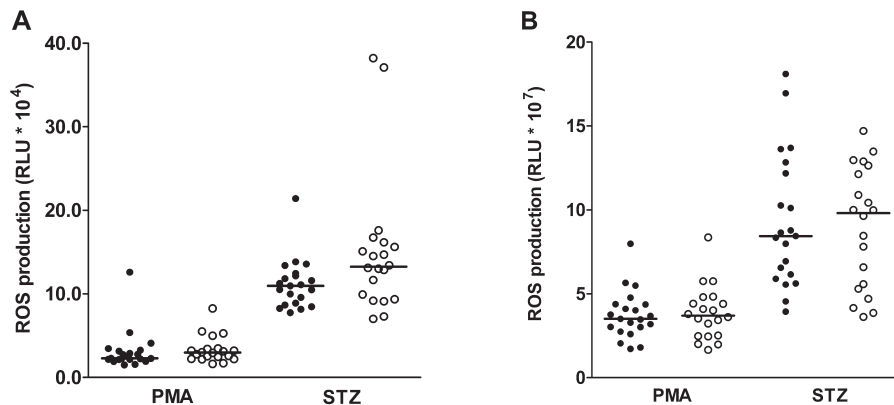 A
ROS production (RLU * 10⁴)
40.0
30.0
20.0
10.0
0.0
PMA
STZ
B
ROS production (RLU * 10⁷)
20
15
10
5
0
PMA
STZ